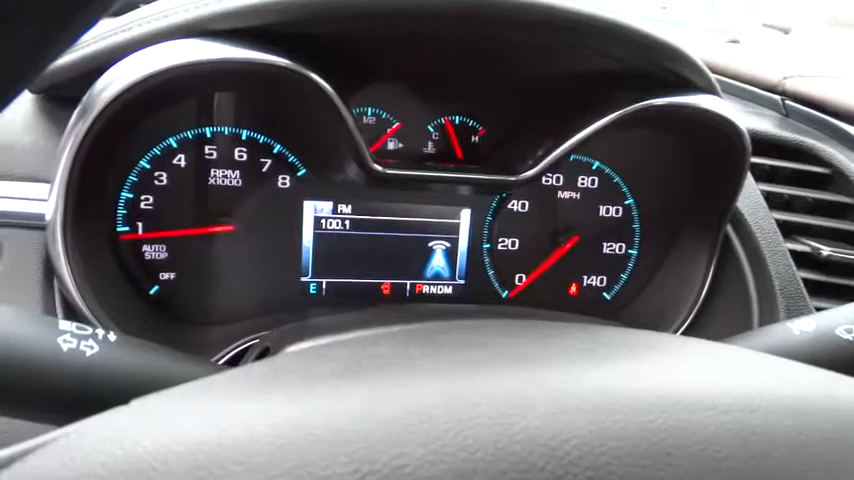 1/2
C H
4 5 6 7 8
3
2
1
RPM
x1000
AUTO
STOP
OFF
FM
100.1
E
PRNDM
0 20 40 60 80 100 120 140
MPH